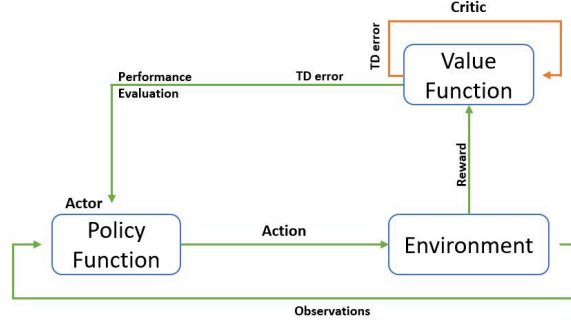 Critic
TD error
Value
Function
Performance
TD error
Evaluation
Reward
Actor
Policy
Function
Action
Environment
Observations